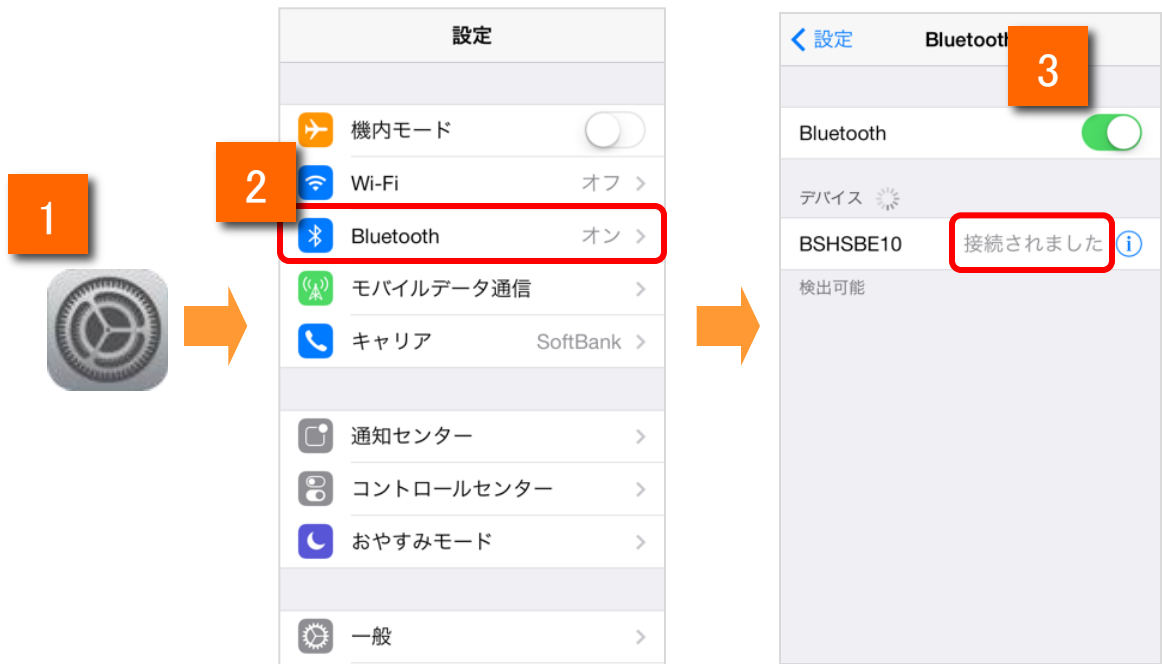 1
2
設定
機内モード
Wi-Fi オフ
Bluetooth オン
モバイルデータ通信
キャリア SoftBank
通知センター
コントロールセンター
おやすみモード
一般
3
設定 Bluetooth
Bluetooth
デバイス
BSHSBE10 接続されました
検出可能